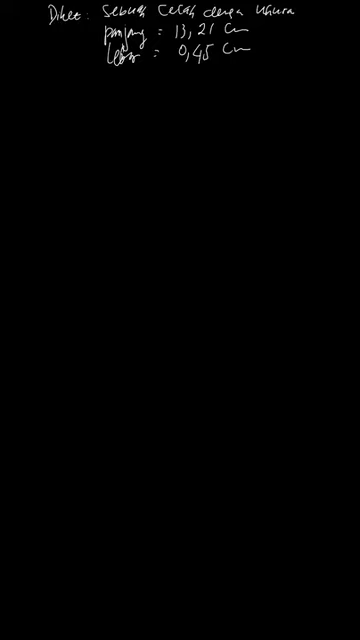 Diket: Sebuah Celah dengan Ukuran
panjang = 13,21 cm
lebar = 0,45 cm